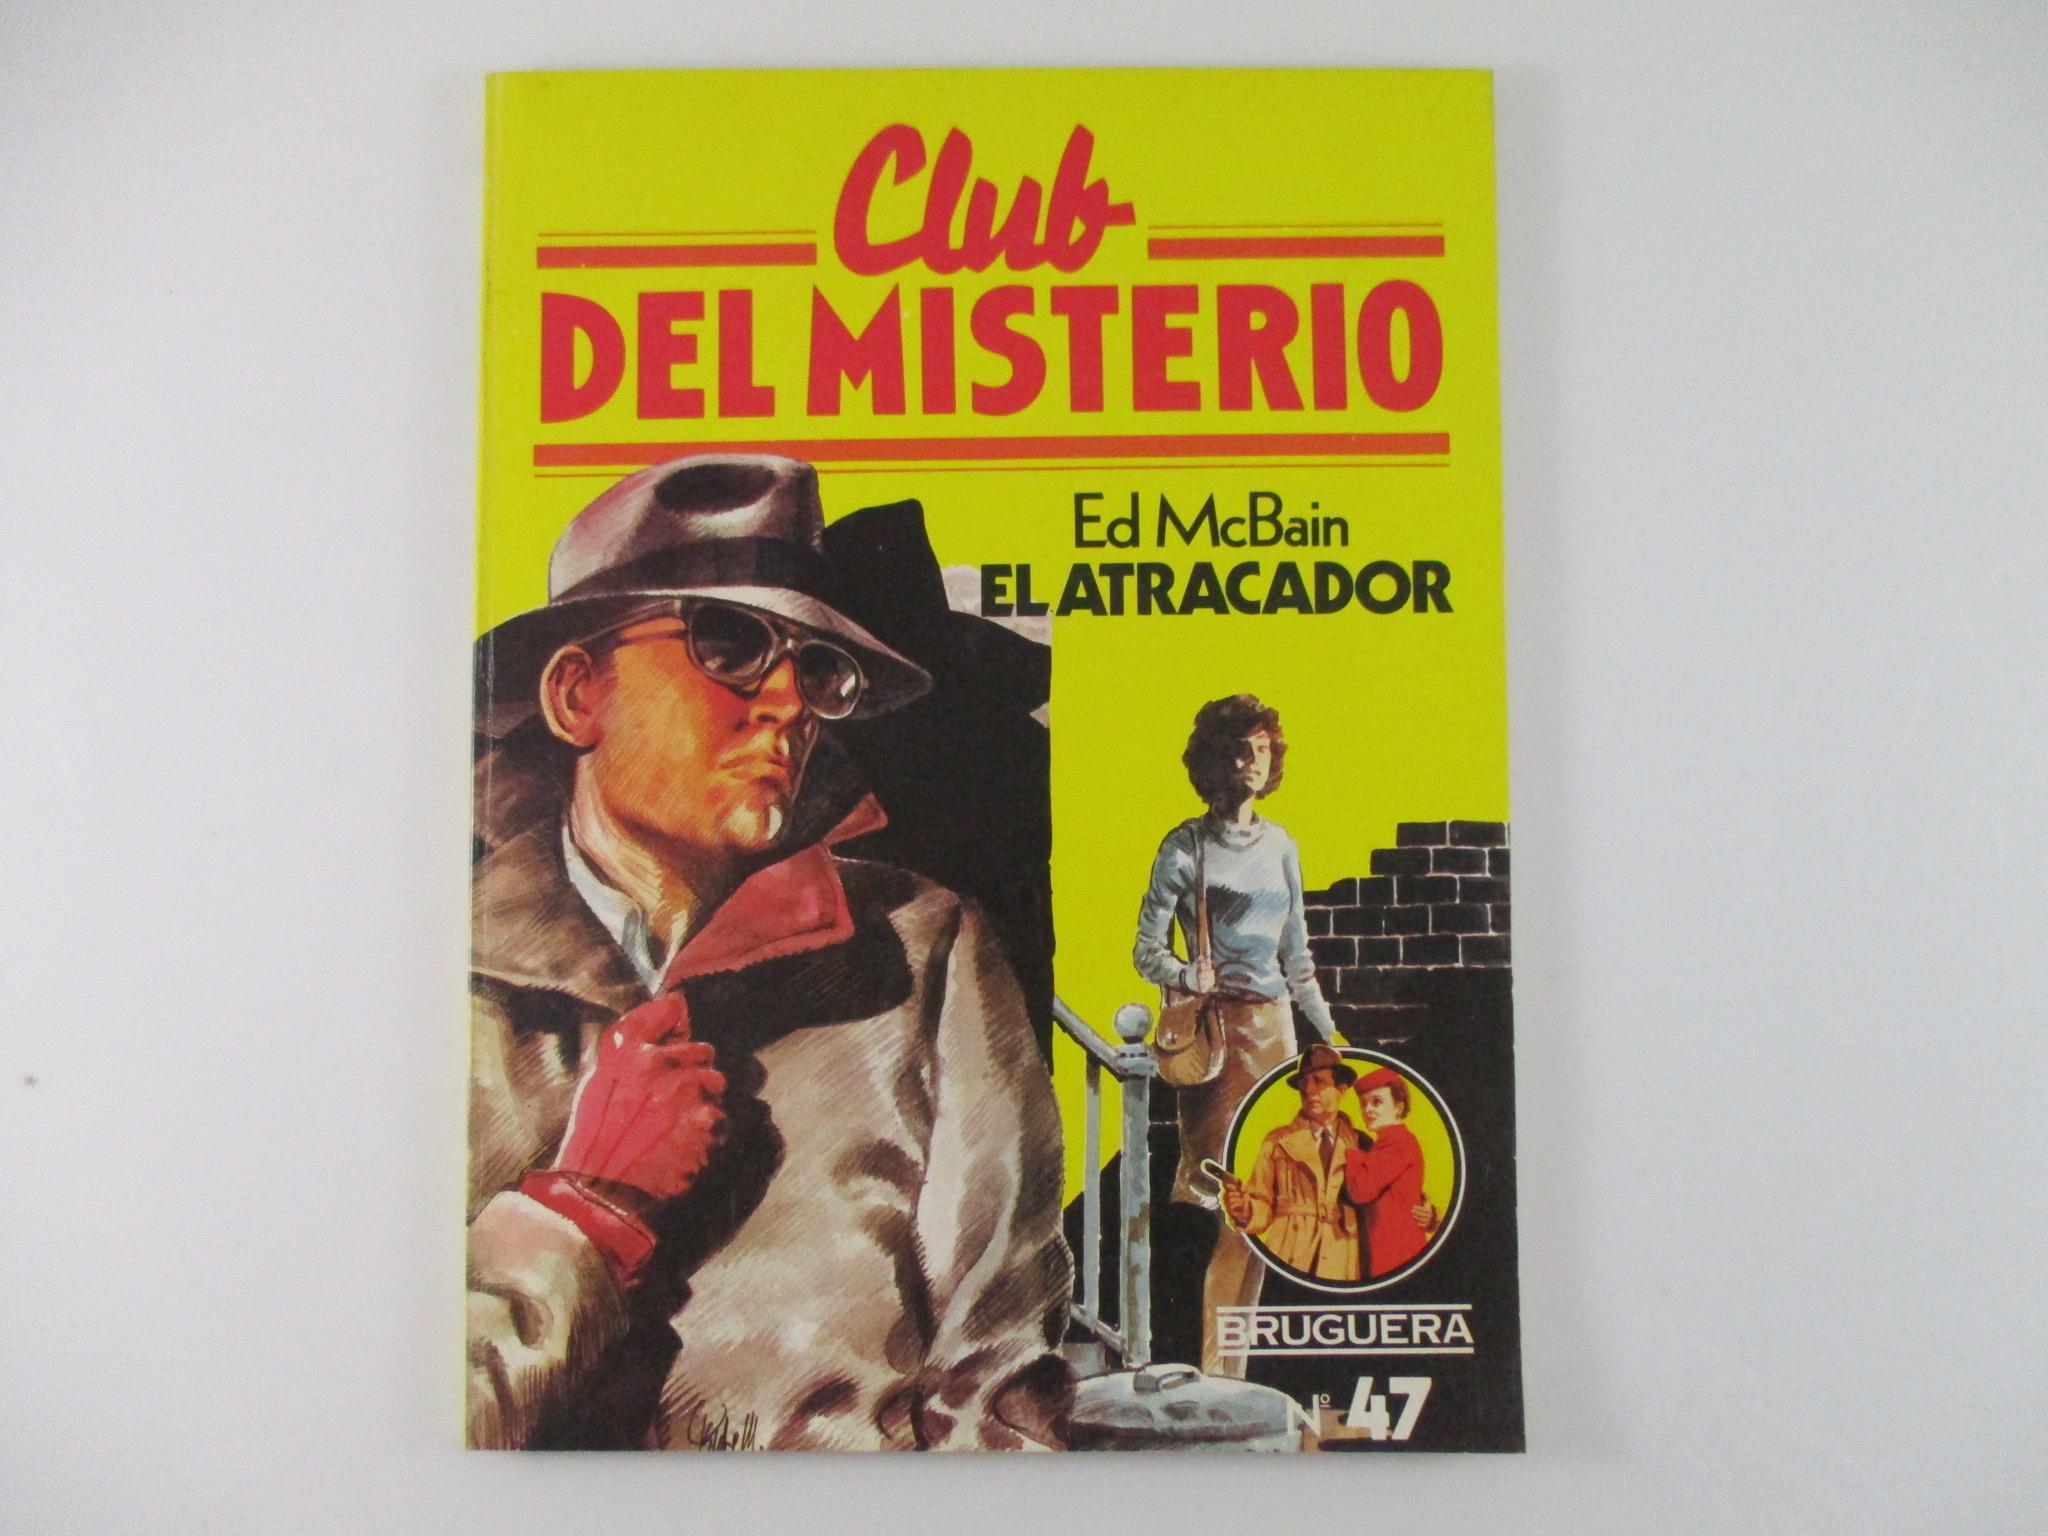 Club
DEL MISTERIO
Ed McBain
EL ATRACADOR
BRUGUERA
Nº 47